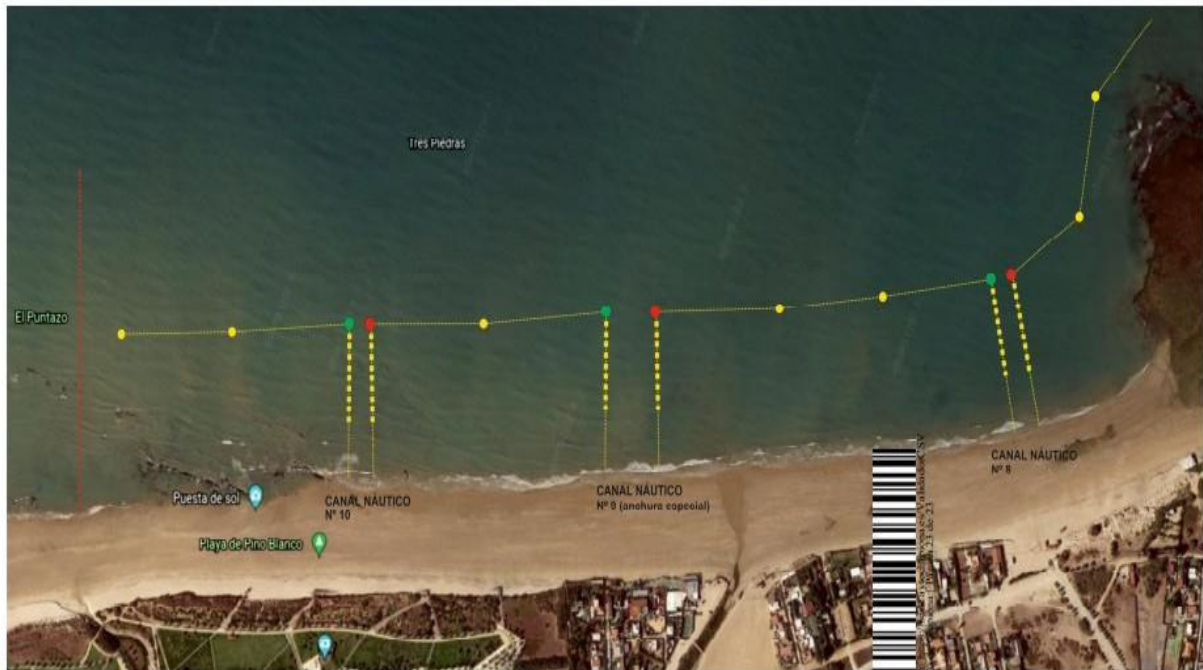 Tres Piedras
El Puntazo
Puesta de sol
CANAL NÁUTICO
Nº 10
CANAL NÁUTICO
Nº 9 (anchura especial)
CANAL NÁUTICO
Nº 8
Playa de Pino Blanco